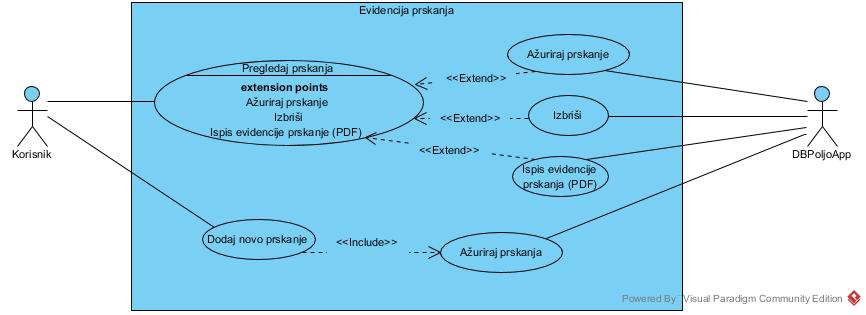 Evidencija prskanja
Pregledaj prskanja
extension points
Ažuriraj prskanje
Izbriši
Ispis evidencije prskanje (PDF)
<<Extend>>
Ažuriraj prskanje
<<Extend>>
Izbriši
<<Extend>>
Ispis evidencije
prskanja (PDF)
Korisnik
DBPoljoApp
Dodaj novo prskanje
<<Include>>
Ažuriraj prskanja
Powered By Visual Paradigm Community Edition